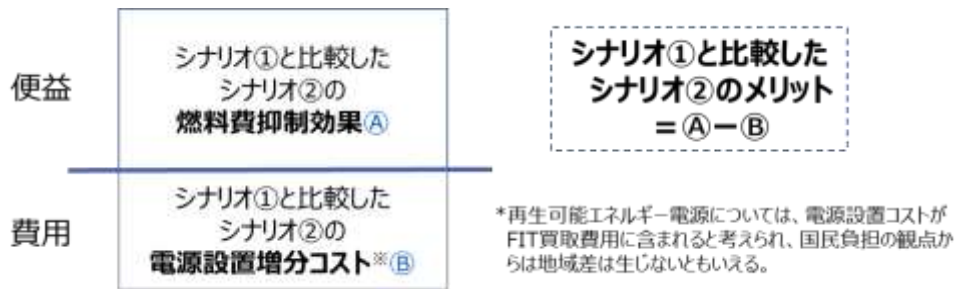 便益
シナリオ①と比較した
シナリオ②の
燃料費抑制効果Ⓐ
シナリオ①と比較した
シナリオ②のメリット
＝Ⓐ－Ⓑ
費用
シナリオ①と比較した
シナリオ②の
電源設置増分コスト※Ⓑ
*再生可能エネルギー電源については、電源設置コストが
FIT買取費用に含まれると考えられ、国民負担の観点か
らは地域差は生じないともいえる。